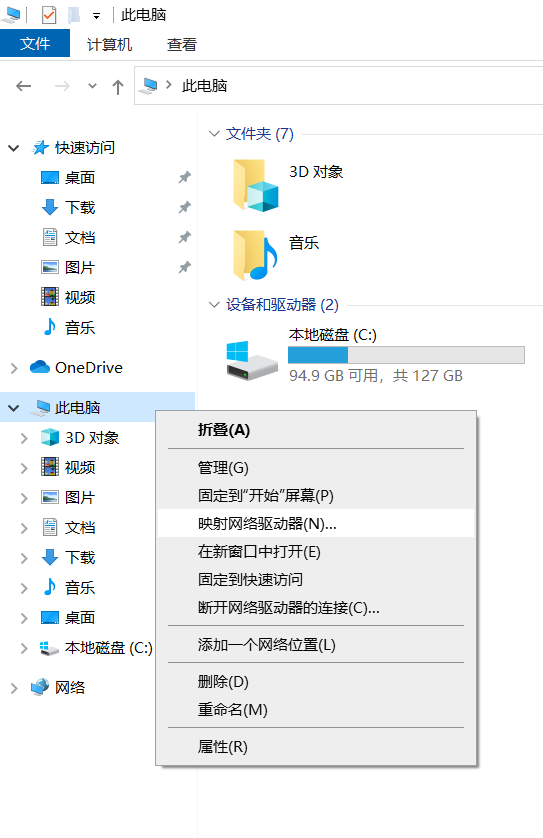 此电脑
文件 计算机 查看
此电脑
快速访问
桌面
下载
文档
图片
视频
音乐
OneDrive
此电脑
3D 对象
视频
图片
文档
下载
音乐
桌面
本地磁盘 (C:)
网络
文件夹 (7)
3D 对象
音乐
设备和驱动器 (2)
本地磁盘 (C:)
94.9 GB 可用，共 127 GB
折叠(A)
管理(G)
固定到“开始”屏幕(P)
映射网络驱动器(N)...
在新窗口中打开(E)
固定到快速访问
断开网络驱动器的连接(C)...
添加一个网络位置(L)
删除(D)
重命名(M)
属性(R)